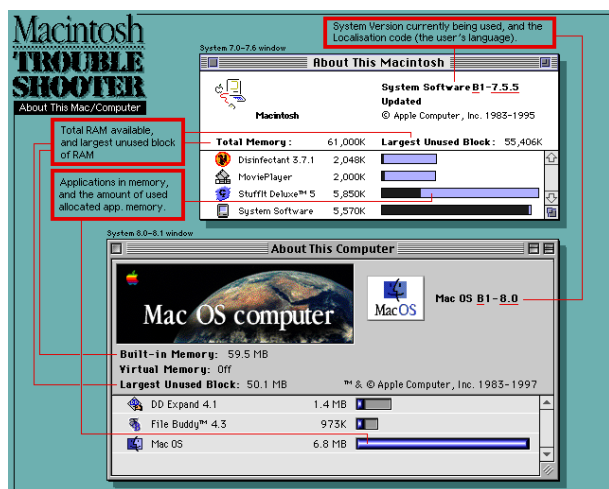 Macintosh
TROUBLE
SHOOTER
About This Mac/Computer
System Version currently being used, and the
Localisation code (the user's language).
System 7.0-7.6 window
About This Macintosh
System Software B1-7.5.5
Updated
Macintosh
© Apple Computer, Inc. 1983-1995
Total RAM available,
and largest unused block
of RAM
Total Memory: 61,000K Largest Unused Block: 55,406K
Disinfectant 3.7.1 2,048K
MoviePlayer 2,000K
StuffIt Deluxe™ 5 5,850K
System Software 5,570K
Applications in memory,
and the amount of used
allocated app. memory.
System 8.0-8.1 window
About This Computer
Mac OS computer
MacOS
Mac OS B1-8.0
Built-in Memory: 59.5 MB
Virtual Memory: Off
Largest Unused Block: 50.1 MB ™ & © Apple Computer, Inc. 1983-1997
DD Expand 4.1 1.4 MB
File Buddy™ 4.3 973K
Mac OS 6.8 MB